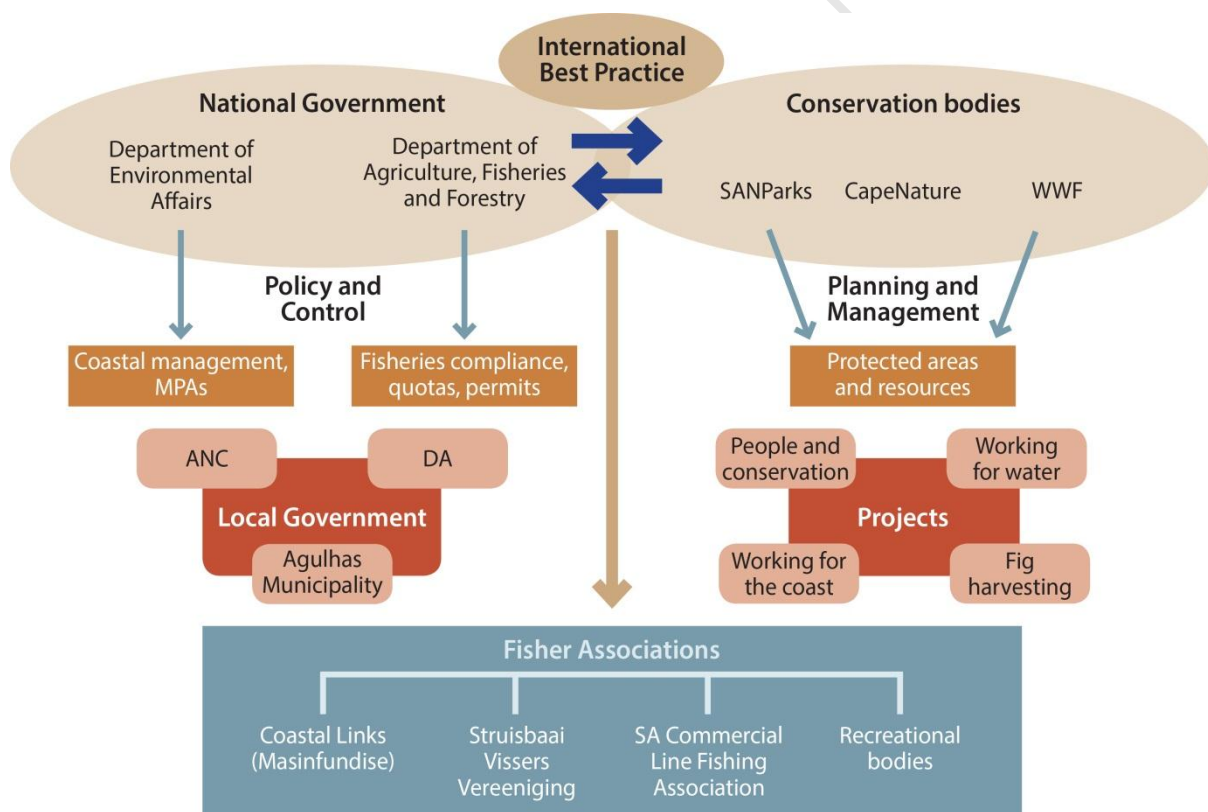 International
Best Practice
National Government
Conservation bodies
Department of
Environmental
Affairs
Department of
Agriculture, Fisheries
and Forestry
SANParks
CapeNature
WWF
Policy and
Control
Planning and
Management
Coastal management,
MPAs
Fisheries compliance,
quotas, permits
Protected areas
and resources
ANC
DA
Local Government
Agulhas
Municipality
People and
conservation
Working
for water
Projects
Working for
the coast
Fig
harvesting
Fisher Associations
Coastal Links
(Masinfundise)
Struisbaai
Vissers
Vereeniging
SA Commercial
Line Fishing
Association
Recreational
bodies